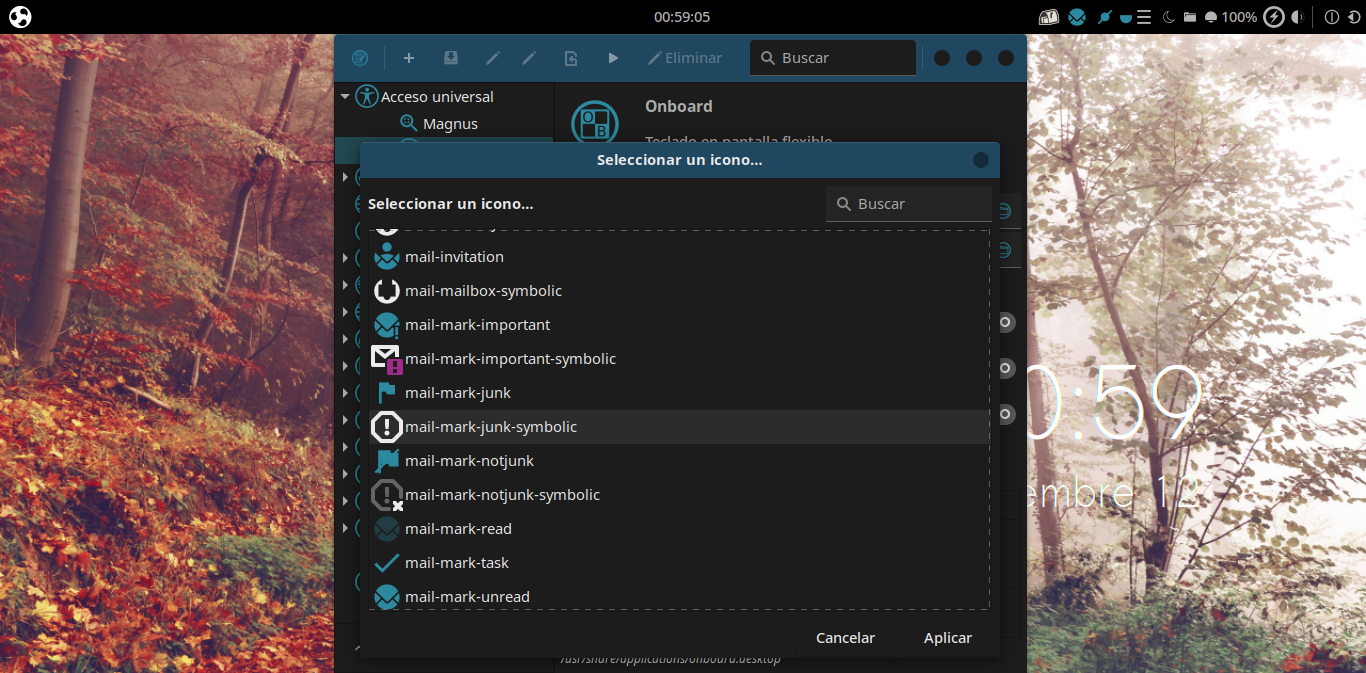 00:59:05
100%
Eliminar
Buscar
Acceso universal
Magnus
Onboard
Teclado en pantalla flexible
Seleccionar un icono...
Seleccionar un icono...
Buscar
mail-invitation
mail-mailbox-symbolic
mail-mark-important
mail-mark-important-symbolic
mail-mark-junk
mail-mark-junk-symbolic
mail-mark-notjunk
mail-mark-notjunk-symbolic
mail-mark-read
mail-mark-task
mail-mark-unread
Cancelar
Aplicar
/usr/share/applications/onboard.desktop
0:59
embre 12